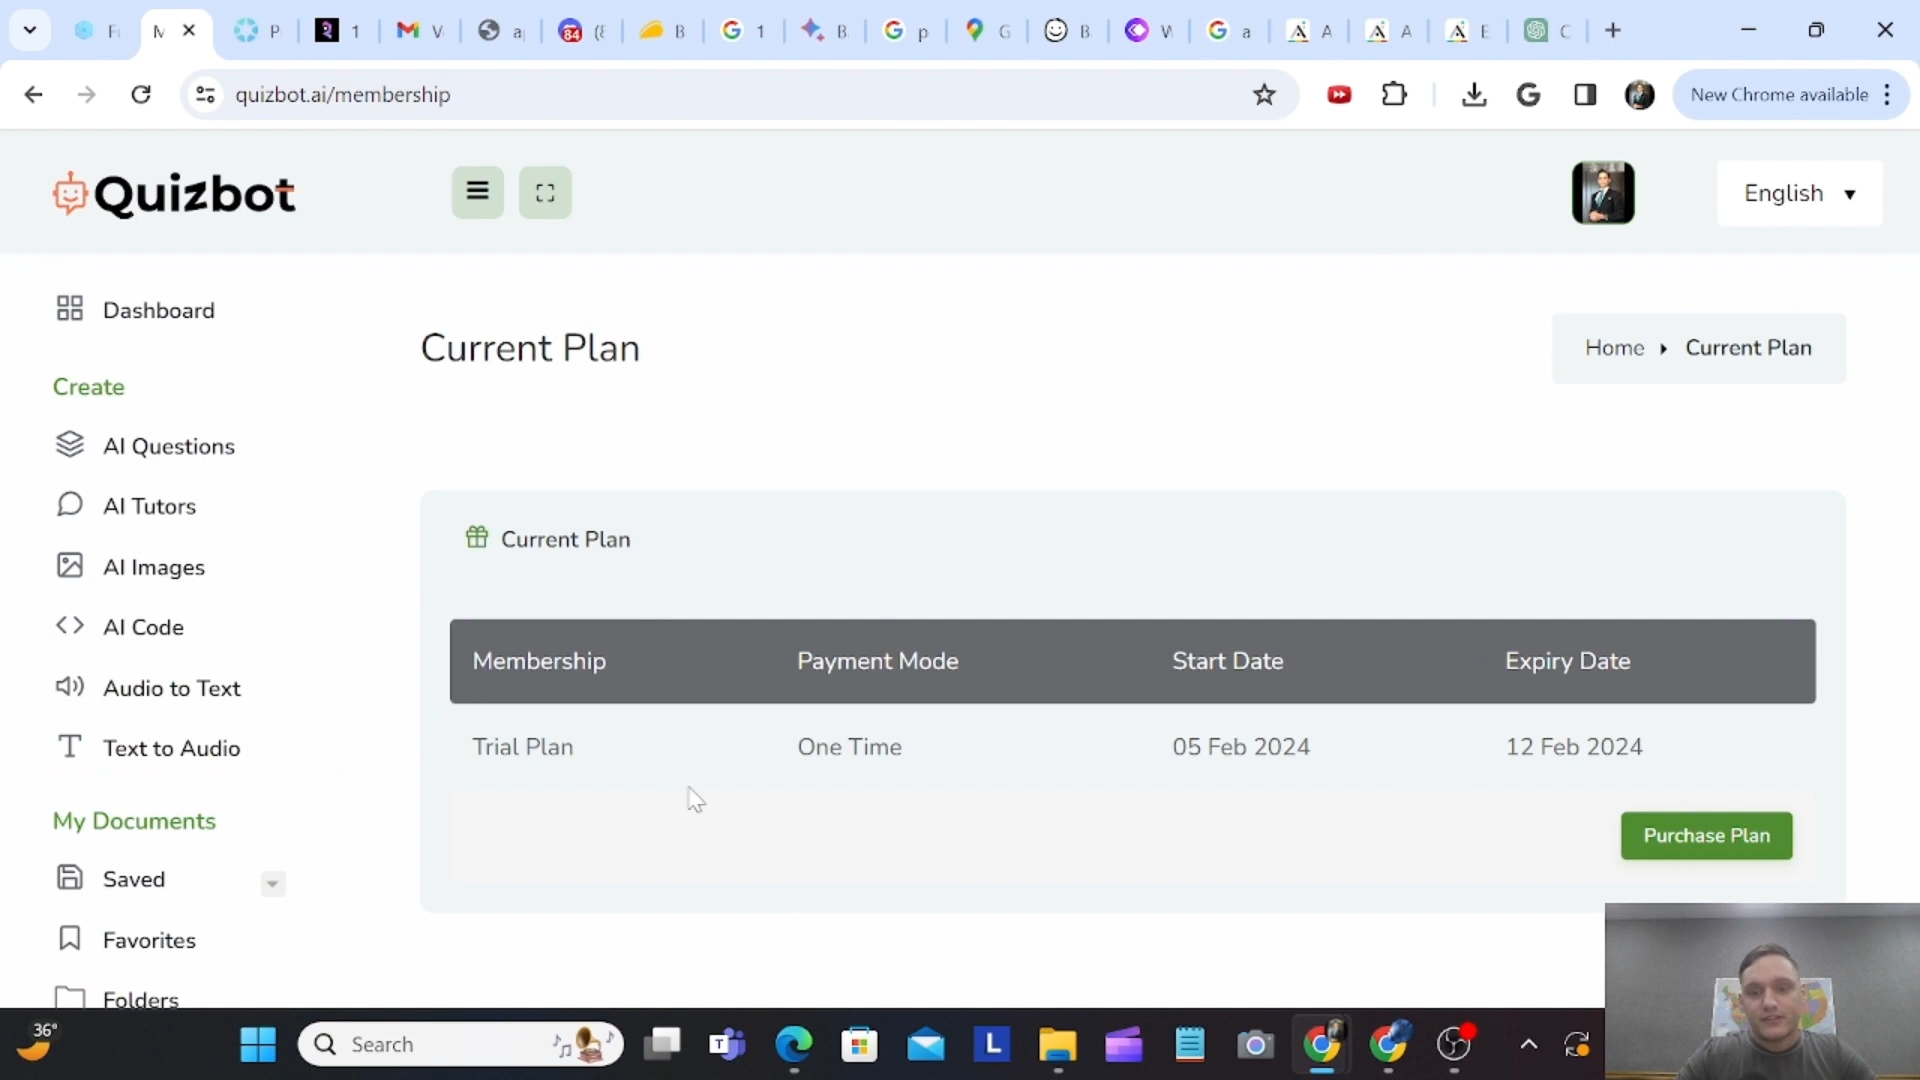 quizbot.ai/membership
New Chrome available
Quizbot
English
Dashboard
Current Plan
Home
Current Plan
Create
AI Questions
AI Tutors
AI Images
AI Code
Audio to Text
Text to Audio
My Documents
Saved
Favorites
Folders
Current Plan
Membership Payment Mode Start Date Expiry Date
Trial Plan One Time 05 Feb 2024 12 Feb 2024
Purchase Plan
36°
Search